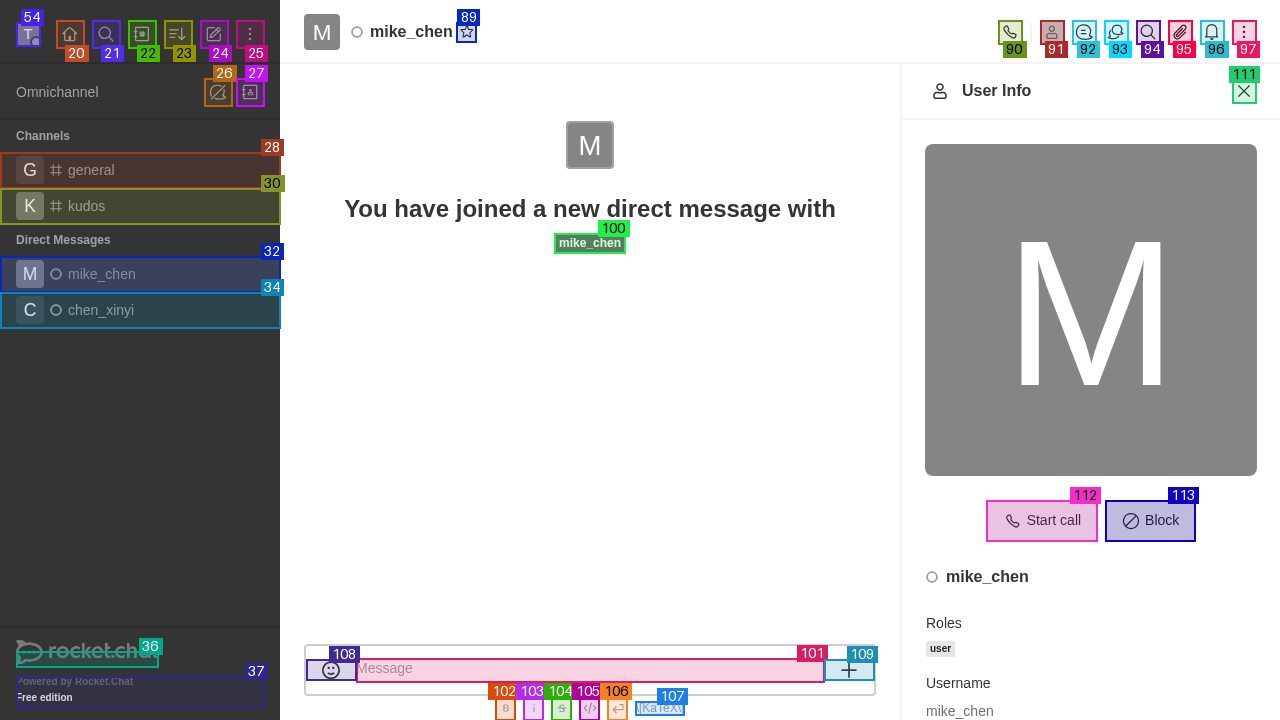 54
T
20
21
22
23
24
25
M
mike_chen
89
90
91
92
93
94
95
96
97
Omnichannel
26
27
User Info
111
Channels
28
G
general
30
K
kudos
Direct Messages
32
M
mike_chen
34
C
chen_xinyi
M
You have joined a new direct message with
100
mike_chen
M
112
Start call
113
Block
mike_chen
Roles
user
Username
mike_chen
36
rocket.chat
37
Powered by Rocket.Chat
Free edition
108
Message
101
109
102
B
103
i
104
S
105
</>
106
107
\[KaTeX\]